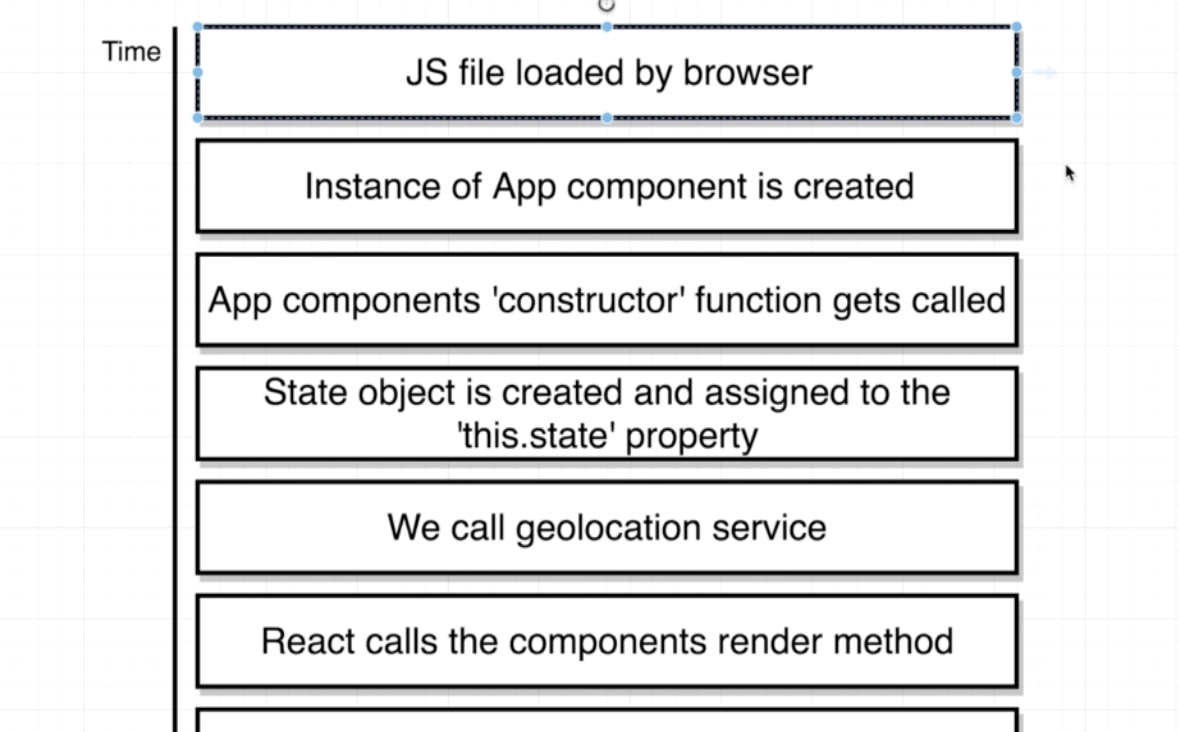 Time
JS file loaded by browser
Instance of App component is created
App components 'constructor' function gets called
State object is created and assigned to the
'this.state' property
We call geolocation service
React calls the components render method